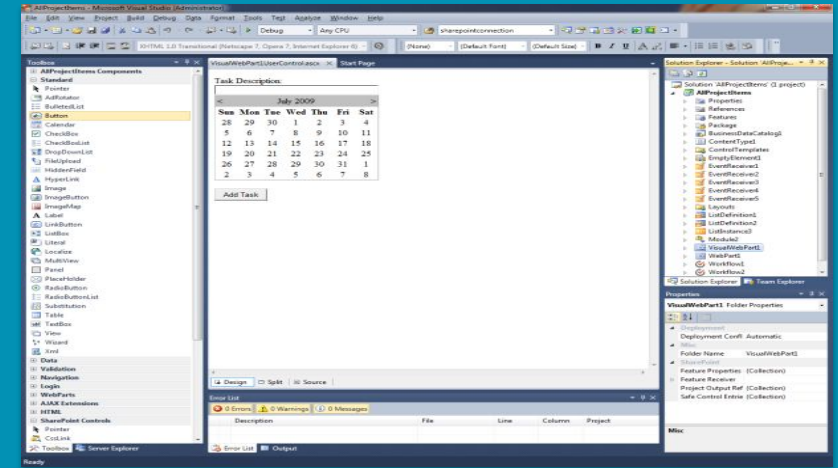 AllProjectItems - Microsoft Visual Studio (Administrator)
File Edit View Project Build Debug Data Format Tools Test Analyze Window Help
Debug Any CPU sharepointconnection
XHTML 1.0 Transitional (Netscape 7, Opera 7, Internet Explorer 6) (None) (Default Font) (Default Size) B I U A
Toolbox
AllProjectItems Components
Standard
Pointer
AdRotator
BulletedList
Button
Calendar
CheckBox
CheckBoxList
DropDownList
FileUpload
HiddenField
HyperLink
Image
ImageButton
ImageMap
Label
LinkButton
ListBox
Literal
Localize
MultiView
Panel
PlaceHolder
RadioButton
RadioButtonList
Substitution
Table
TextBox
View
Wizard
Xml
Data
Validation
Navigation
Login
WebParts
AJAX Extensions
HTML
SharePoint Controls
Pointer
CssLink
Toolbox Server Explorer
VisualWebPart1UserControl.ascx Start Page
Task Description:
< July 2009 >
Sun Mon Tue Wed Thu Fri Sat
28 29 30 1 2 3 4
5 6 7 8 9 10 11
12 13 14 15 16 17 18
19 20 21 22 23 24 25
26 27 28 29 30 31 1
2 3 4 5 6 7 8
Add Task
Design Split Source
Error List
0 Errors 0 Warnings 0 Messages
Description File Line Column Project
Error List Output
Solution Explorer - Solution 'AllProje...
Solution 'AllProjectItems' (1 project)
AllProjectItems
Properties
References
Features
Package
BusinessDataCatalog1
ContentType1
ControlTemplates
EmptyElement1
EventReceiver1
EventReceiver2
EventReceiver3
EventReceiver4
EventReceiver5
Layouts
ListDefinition1
ListDefinition2
ListInstance3
Module2
VisualWebPart1
WebPart1
Workflow1
Workflow2
Solution Explorer Team Explorer
Properties
VisualWebPart1 Folder Properties
Deployment
Deployment Confi Automatic
Misc
Folder Name VisualWebPart1
SharePoint
Feature Properties (Collection)
Feature Receiver
Project Output Ref (Collection)
Safe Control Entrie (Collection)
Misc
Ready